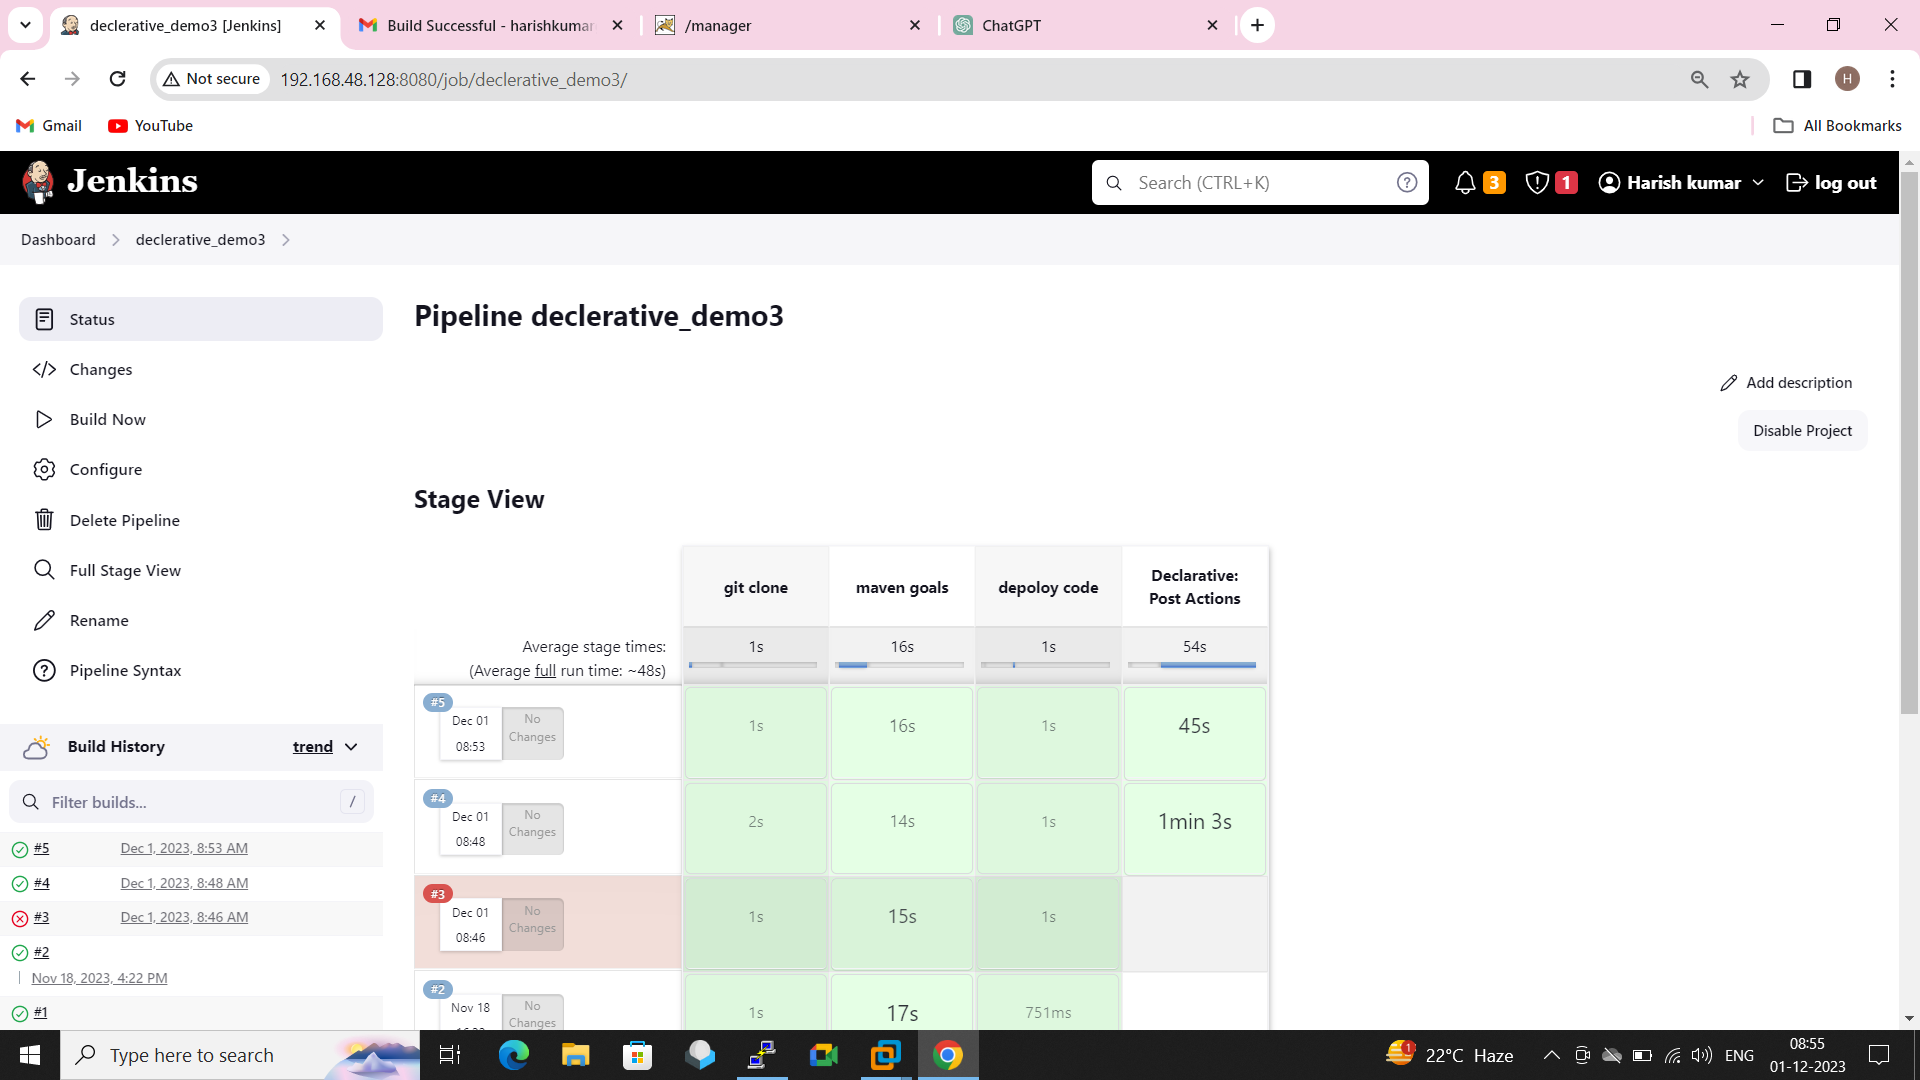 declerative_demo3 [Jenkins]
Build Successful - harishkumar
/manager
ChatGPT
Not secure
192.168.48.128:8080/job/declerative_demo3/
H
Gmail
YouTube
All Bookmarks
Jenkins
Search (CTRL+K)
?
3
1
Harish kumar
log out
Dashboard
declerative_demo3
Status
Changes
Build Now
Configure
Delete Pipeline
Full Stage View
Rename
Pipeline Syntax
Build History
trend
Filter builds...
/
#5
Dec 1, 2023, 8:53 AM
#4
Dec 1, 2023, 8:48 AM
#3
Dec 1, 2023, 8:46 AM
#2
Nov 18, 2023, 4:22 PM
#1
Pipeline declerative_demo3
Add description
Disable Project
Stage View
git clone
maven goals
depoloy code
Declarative:
Post Actions
Average stage times:
(Average full run time: ~48s)
1s
16s
1s
54s
#5
Dec 01
08:53
No
Changes
1s
16s
1s
45s
#4
Dec 01
08:48
No
Changes
2s
14s
1s
1min 3s
#3
Dec 01
08:46
No
Changes
1s
15s
1s
#2
Nov 18
No
Changes
1s
17s
751ms
Type here to search
1
22°C Haze
ENG
08:55
01-12-2023